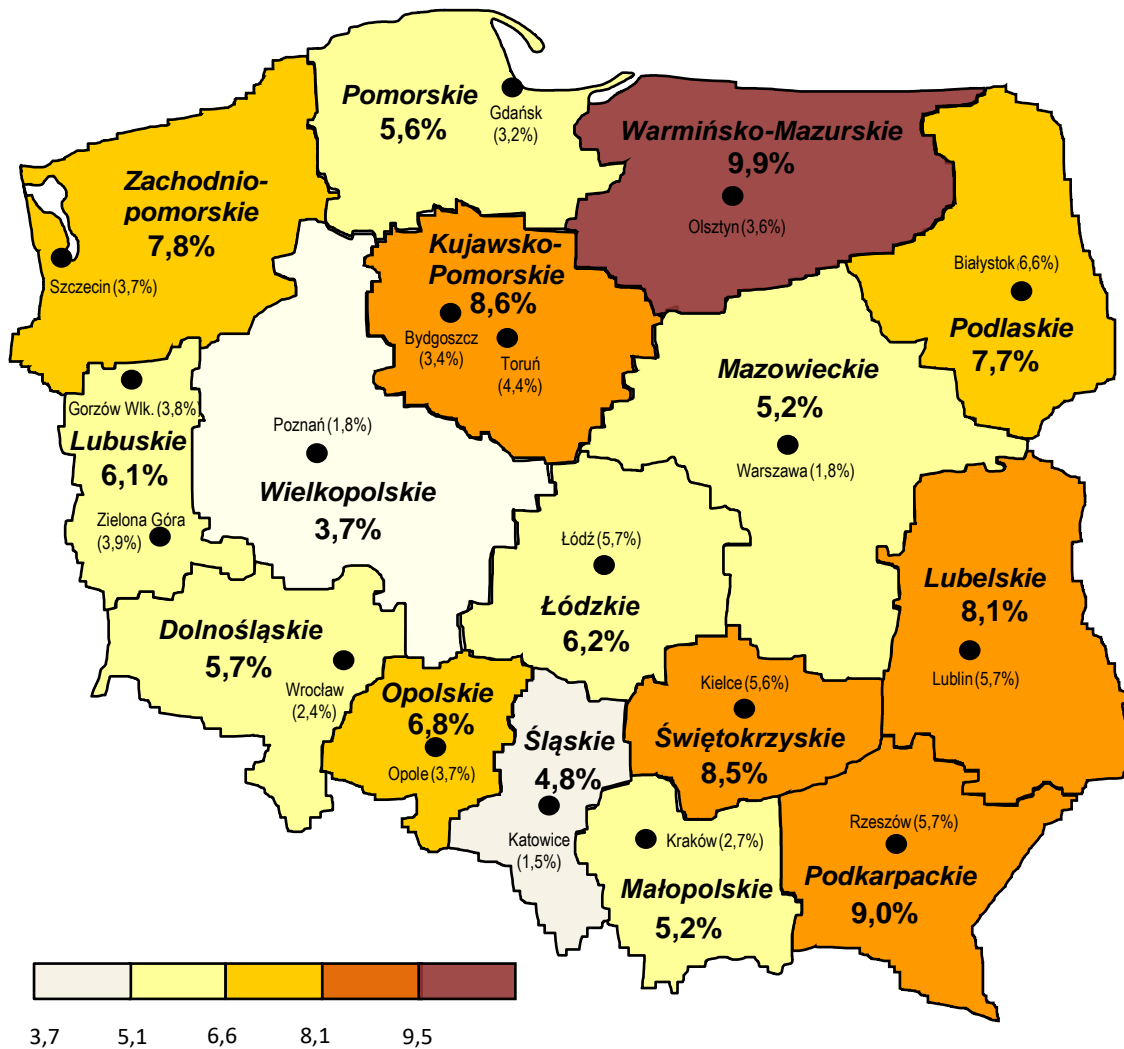 Pomorskie
5,6%
Gdańsk
(3,2%)
Warmińsko-Mazurskie
9,9%
Olsztyn (3,6%)
Zachodnio-
pomorskie
7,8%
Szczecin (3,7%)
Kujawsko-
Pomorskie
8,6%
Bydgoszcz
(3,4%)
Toruń
(4,4%)
Białystok (6,6%)
Podlaskie
7,7%
Mazowieckie
5,2%
Warszawa (1,8%)
Gorzów Wlk. (3,8%)
Lubuskie
6,1%
Zielona Góra
(3,9%)
Poznań (1,8%)
Wielkopolskie
3,7%
Łódź (5,7%)
Łódzkie
6,2%
Lubelskie
8,1%
Lublin (5,7%)
Dolnośląskie
5,7%
Wrocław
(2,4%)
Opolskie
6,8%
Opole (3,7%)
Śląskie
4,8%
Katowice
(1,5%)
Kielce (5,6%)
Świętokrzyskie
8,5%
Kraków (2,7%)
Małopolskie
5,2%
Rzeszów (5,7%)
Podkarpackie
9,0%
3,7 5,1 6,6 8,1 9,5